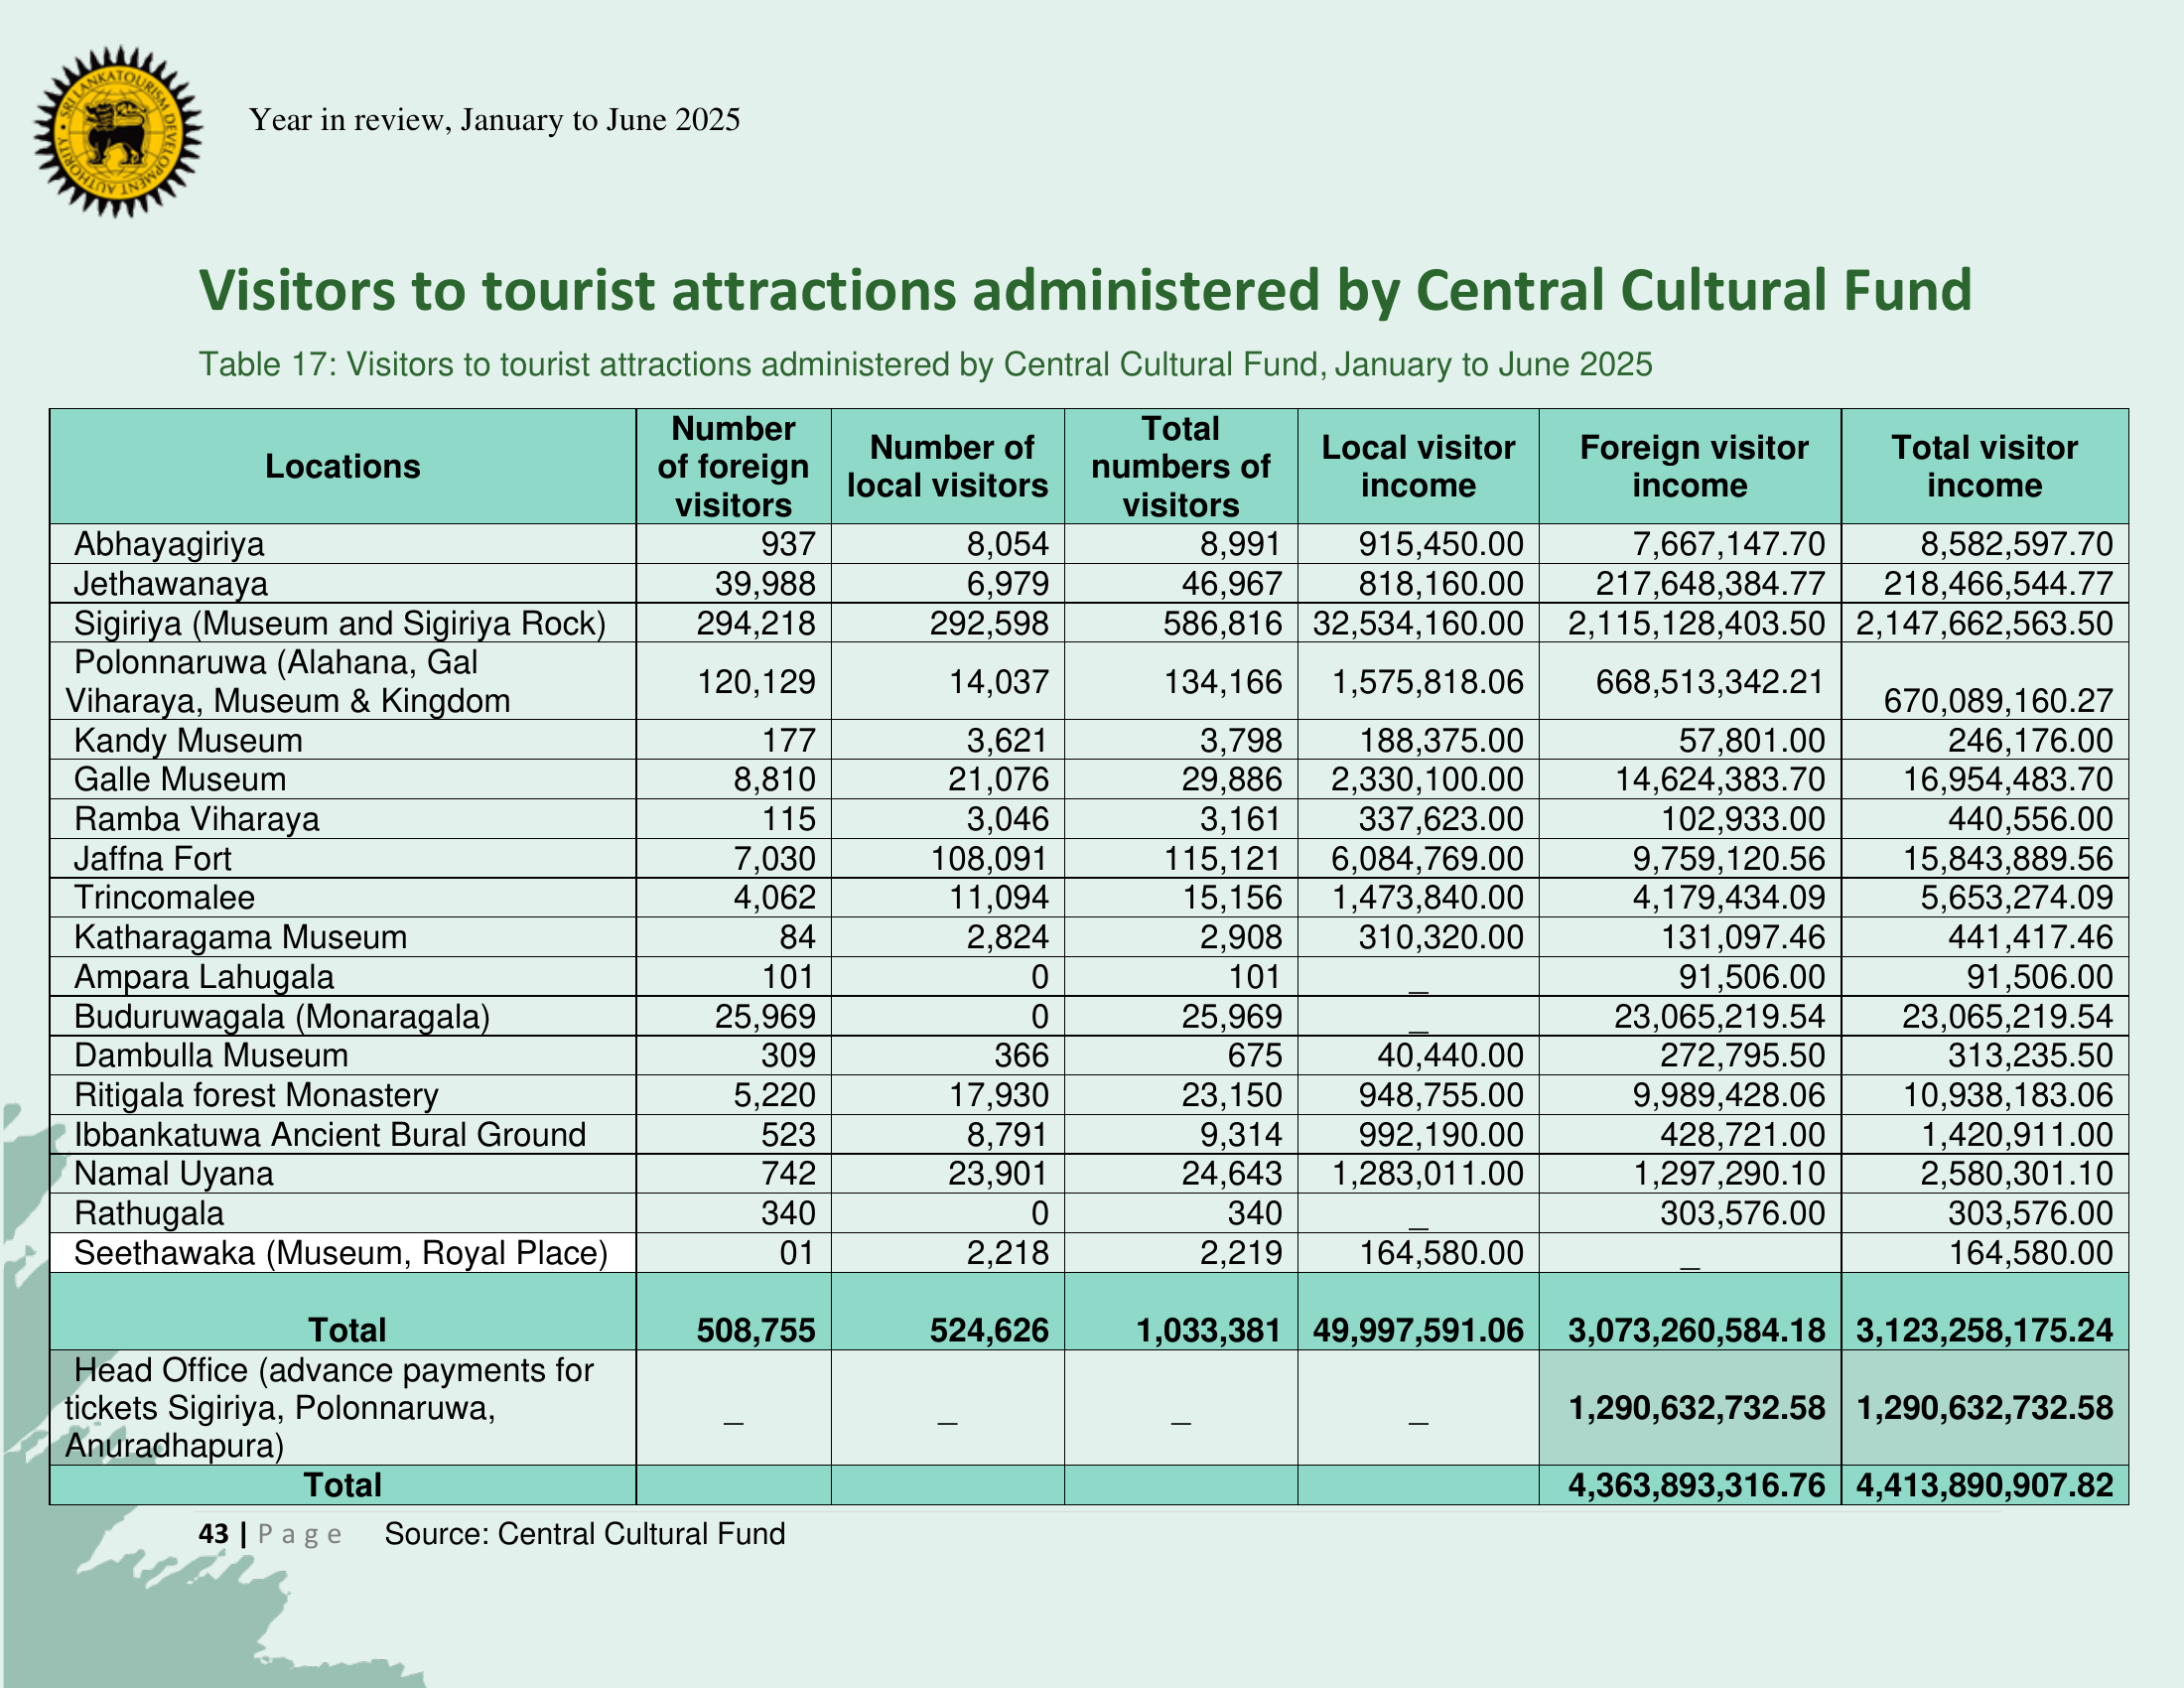 SRI LANKA TOURISM DEVELOPMENT AUTHORITY
Year in review, January to June 2025
Visitors to tourist attractions administered by Central Cultural Fund
Table 17: Visitors to tourist attractions administered by Central Cultural Fund, January to June 2025
Locations | Number of foreign visitors | Number of local visitors | Total numbers of visitors | Local visitor income | Foreign visitor income | Total visitor income
Abhayagiriya 937 8,054 8,991 915,450.00 7,667,147.70 8,582,597.70
Jethawanaya 39,988 6,979 46,967 818,160.00 217,648,384.77 218,466,544.77
Sigiriya (Museum and Sigiriya Rock) 294,218 292,598 586,816 32,534,160.00 2,115,128,403.50 2,147,662,563.50
Polonnaruwa (Alahana, Gal
Viharaya, Museum & Kingdom 120,129 14,037 134,166 1,575,818.06 668,513,342.21 670,089,160.27
Kandy Museum 177 3,621 3,798 188,375.00 57,801.00 246,176.00
Galle Museum 8,810 21,076 29,886 2,330,100.00 14,624,383.70 16,954,483.70
Ramba Viharaya 115 3,046 3,161 337,623.00 102,933.00 440,556.00
Jaffna Fort 7,030 108,091 115,121 6,084,769.00 9,759,120.56 15,843,889.56
Trincomalee 4,062 11,094 15,156 1,473,840.00 4,179,434.09 5,653,274.09
Katharagama Museum 84 2,824 2,908 310,320.00 131,097.46 441,417.46
Ampara Lahugala 101 0 101 _ 91,506.00 91,506.00
Buduruwagala (Monaragala) 25,969 0 25,969 _ 23,065,219.54 23,065,219.54
Dambulla Museum 309 366 675 40,440.00 272,795.50 313,235.50
Ritigala forest Monastery 5,220 17,930 23,150 948,755.00 9,989,428.06 10,938,183.06
Ibbankatuwa Ancient Bural Ground 523 8,791 9,314 992,190.00 428,721.00 1,420,911.00
Namal Uyana 742 23,901 24,643 1,283,011.00 1,297,290.10 2,580,301.10
Rathugala 340 0 340 _ 303,576.00 303,576.00
Seethawaka (Museum, Royal Place) 01 2,218 2,219 164,580.00 _ 164,580.00
Total 508,755 524,626 1,033,381 49,997,591.06 3,073,260,584.18 3,123,258,175.24
Head Office (advance payments for
tickets Sigiriya, Polonnaruwa,
Anuradhapura) _ _ _ _ 1,290,632,732.58 1,290,632,732.58
Total 4,363,893,316.76 4,413,890,907.82
43 | Page Source: Central Cultural Fund